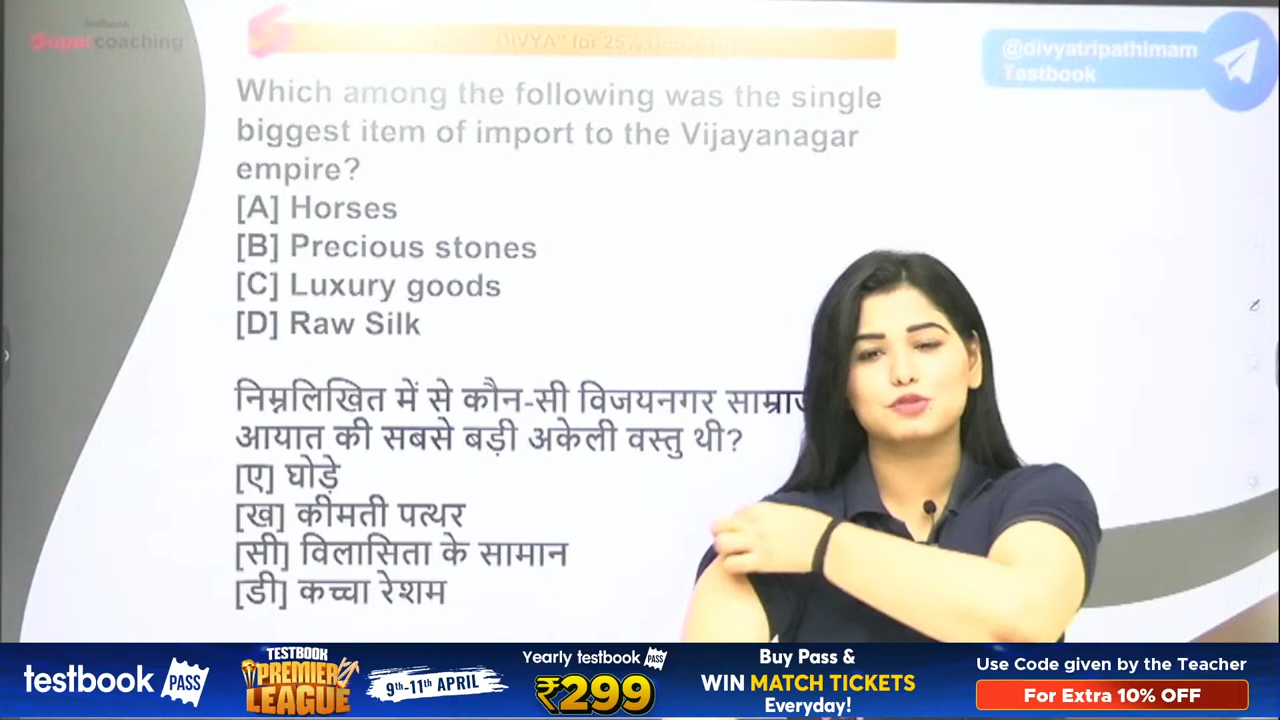 testbook
Supercoaching
DIVYA" for 25%
@divyatripathimam
Testbook
Which among the following was the single
biggest item of import to the Vijayanagar
empire?
[A] Horses
[B] Precious stones
[C] Luxury goods
[D] Raw Silk
निम्नलिखित में से कौन-सी विजयनगर
आयात की सबसे बड़ी अकेली वस्तु थी?
[ए] घोड़े
[ख] कीमती पत्थर
[सी] विलासिता के सामान
[डी] कच्चा रेशम
testbook PASS
TESTBOOK
PREMIER
LEAGUE
9th-11th APRIL
Yearly testbook PASS
₹299
Buy Pass &
WIN MATCH TICKETS
Everyday!
Use Code given by the Teacher
For Extra 10% OFF